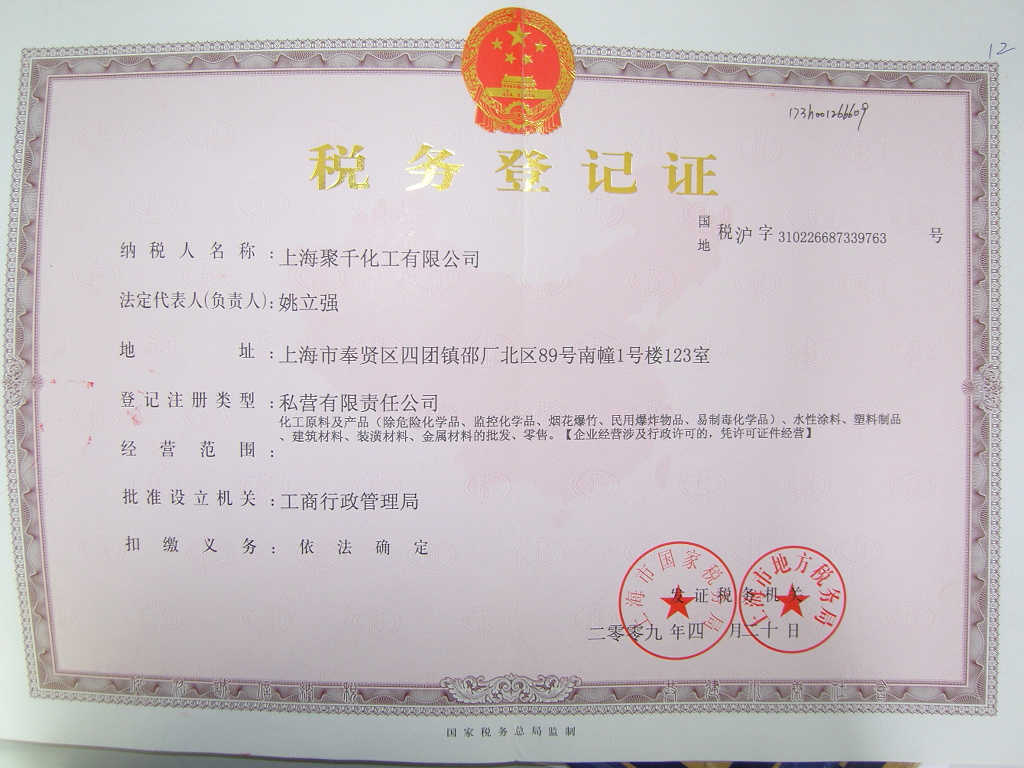 12
税务登记证
国
地
税沪字 310226687339763 号
纳税人名称：上海聚千化工有限公司
法定代表人(负责人)：姚立强
地址：上海市奉贤区四团镇邵厂北区89号南幢1号楼123室
登记注册类型：私营有限责任公司
化工原料及产品（除危险化学品、监控化学品、烟花爆竹、民用爆炸物品、易制毒化学品）、水性涂料、塑料制品
、建筑材料、装潢材料、金属材料的批发、零售。【企业经营涉及行政许可的，凭许可证件经营】
经营范围：
批准设立机关：工商行政管理局
扣缴义务：依法确定
上海市国家税务局
上海市地方税务局
发证税务机关
二零零九年四月二十日
国家税务总局监制